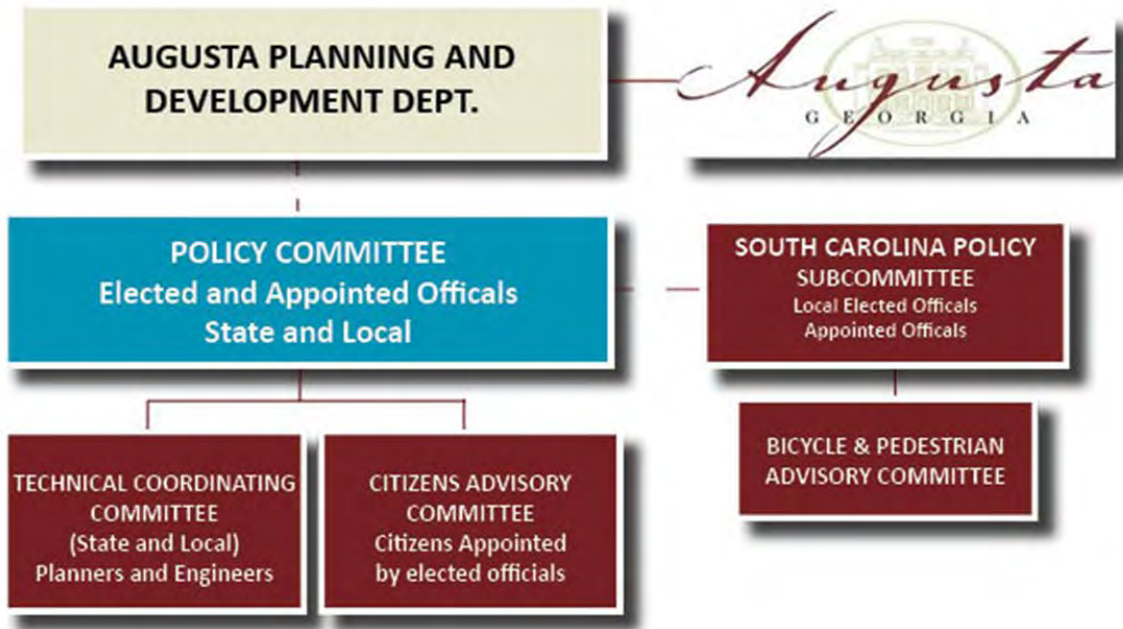 AUGUSTA PLANNING AND
DEVELOPMENT DEPT.
Augusta
GEORGIA
POLICY COMMITTEE
Elected and Appointed Officals
State and Local
SOUTH CAROLINA POLICY
SUBCOMMITTEE
Local Elected Officals
Appointed Officals
TECHNICAL COORDINATING
COMMITTEE
(State and Local)
Planners and Engineers
CITIZENS ADVISORY
COMMITTEE
Citizens Appointed
by elected officials
BICYCLE & PEDESTRIAN
ADVISORY COMMITTEE